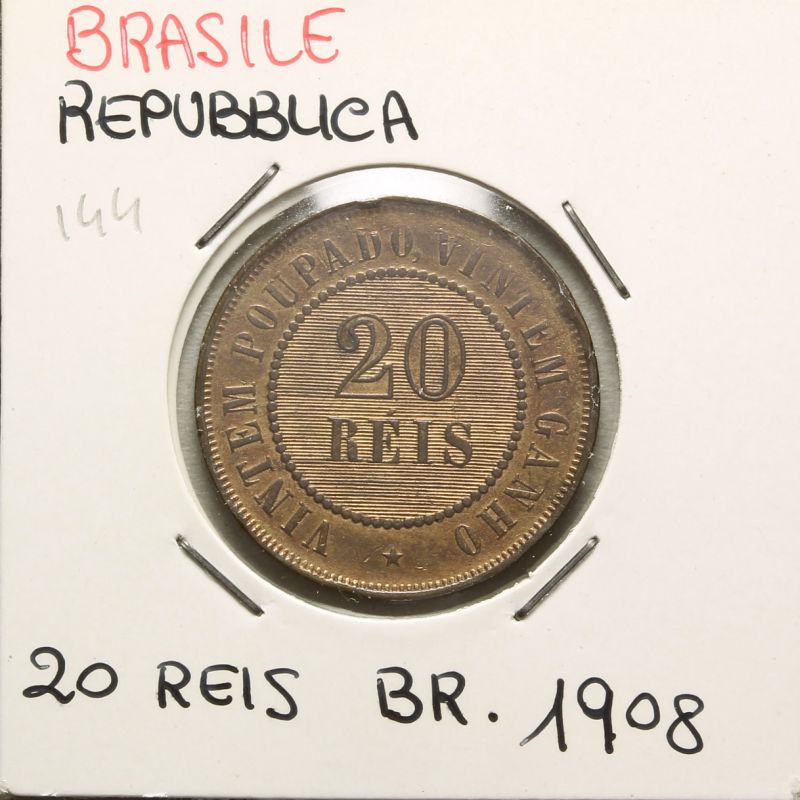 BRASILE
REPUBBLICA
144
VINTEM POUPADO, VINTEM GANHO
20
RÉIS
20 REIS BR. 1908